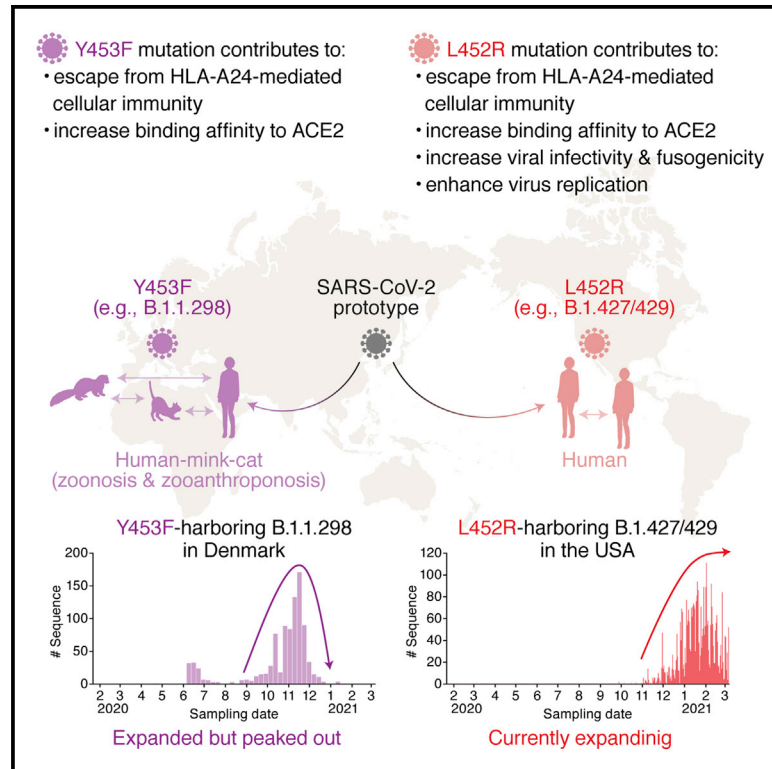 Y453F mutation contributes to:
• escape from HLA-A24-mediated
cellular immunity
• increase binding affinity to ACE2
L452R mutation contributes to:
• escape from HLA-A24-mediated
cellular immunity
• increase binding affinity to ACE2
• increase viral infectivity & fusogenicity
• enhance virus replication
Y453F
(e.g., B.1.1.298)
SARS-CoV-2
prototype
L452R
(e.g., B.1.427/429)
Human-mink-cat
(zoonosis & zooanthroponosis)
Human
Y453F-harboring B.1.1.298
in Denmark
# Sequence
200
150
100
50
0
2 3 4 5 6 7 8 9 10 11 12 1 2 3
2020 Sampling date 2021
Expanded but peaked out
L452R-harboring B.1.427/429
in the USA
# Sequence
120
100
80
60
40
20
0
2 3 4 5 6 7 8 9 10 11 12 1 2 3
2020 Sampling date 2021
Currently expandinig